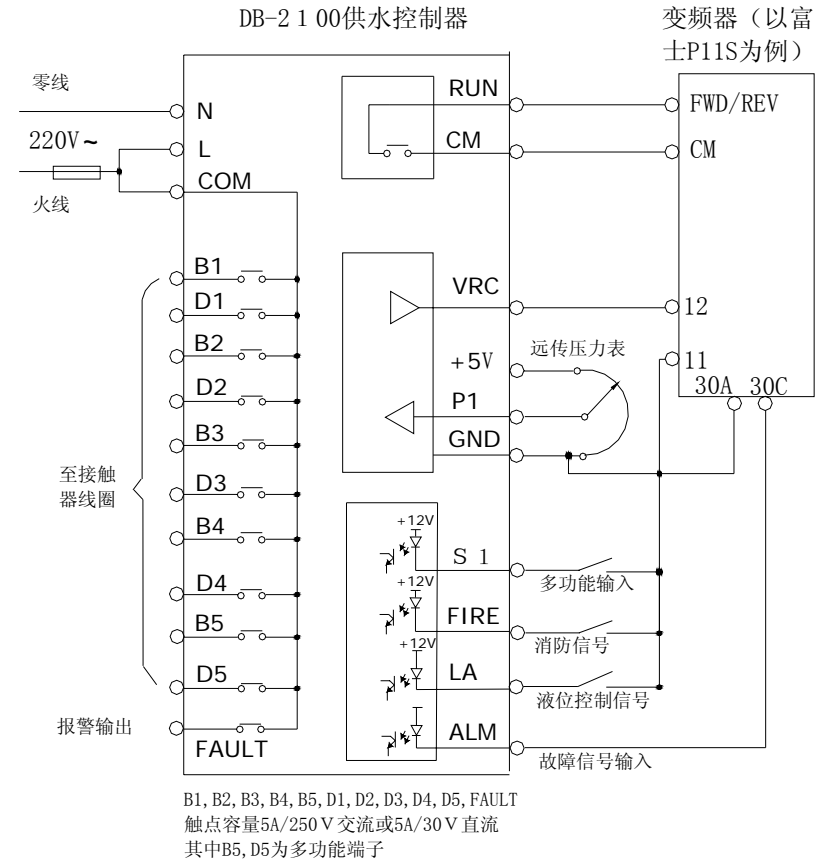 DB-2１00供水控制器
变频器（以富
士P11S为例）
零线
220V~
火线
N
L
COM
RUN
CM
FWD/REV
CM
B1
D1
B2
D2
B3
D3
B4
D4
B5
D5
FAULT
至接触
器线圈
报警输出
VRC
+5V
P1
GND
远传压力表
12
11
30A 30C
+12V
S 1
多功能输入
+12V
FIRE
消防信号
+12V
LA
液位控制信号
ALM
故障信号输入
B1,B2,B3,B4,B5,D1,D2,D3,D4,D5,FAULT
触点容量5A/250Ｖ交流或5A/30Ｖ直流
其中B5,D5为多功能端子